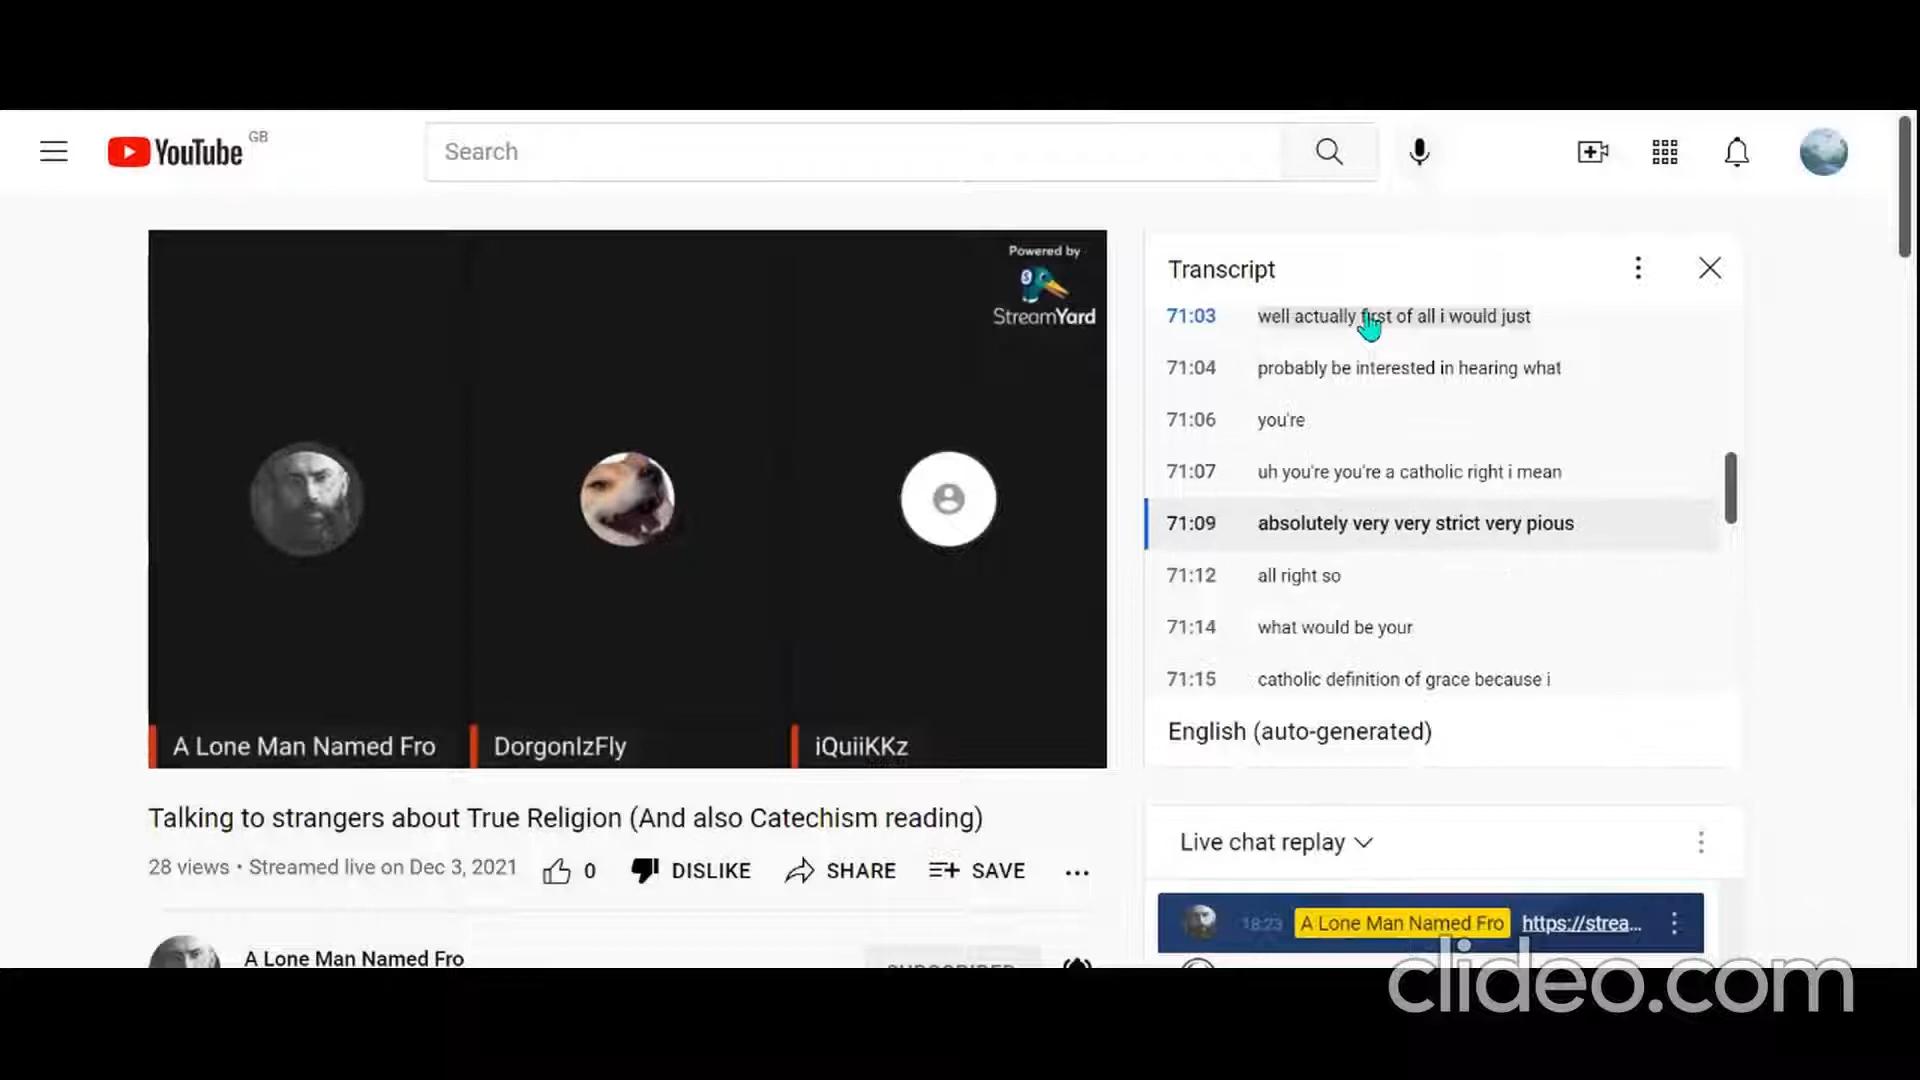 YouTube GB
Search
Powered by
StreamYard
A Lone Man Named Fro
DorgonIzFly
iQuiiKKz
Talking to strangers about True Religion (And also Catechism reading)
28 views • Streamed live on Dec 3, 2021
0
DISLIKE
SHARE
SAVE
A Lone Man Named Fro
Transcript
71:03 well actually first of all i would just
71:04 probably be interested in hearing what
71:06 you're
71:07 uh you're you're a catholic right i mean
71:09 absolutely very very strict very pious
71:12 all right so
71:14 what would be your
71:15 catholic definition of grace because i
English (auto-generated)
Live chat replay
18:23 A Lone Man Named Fro https://strea...
clideo.com